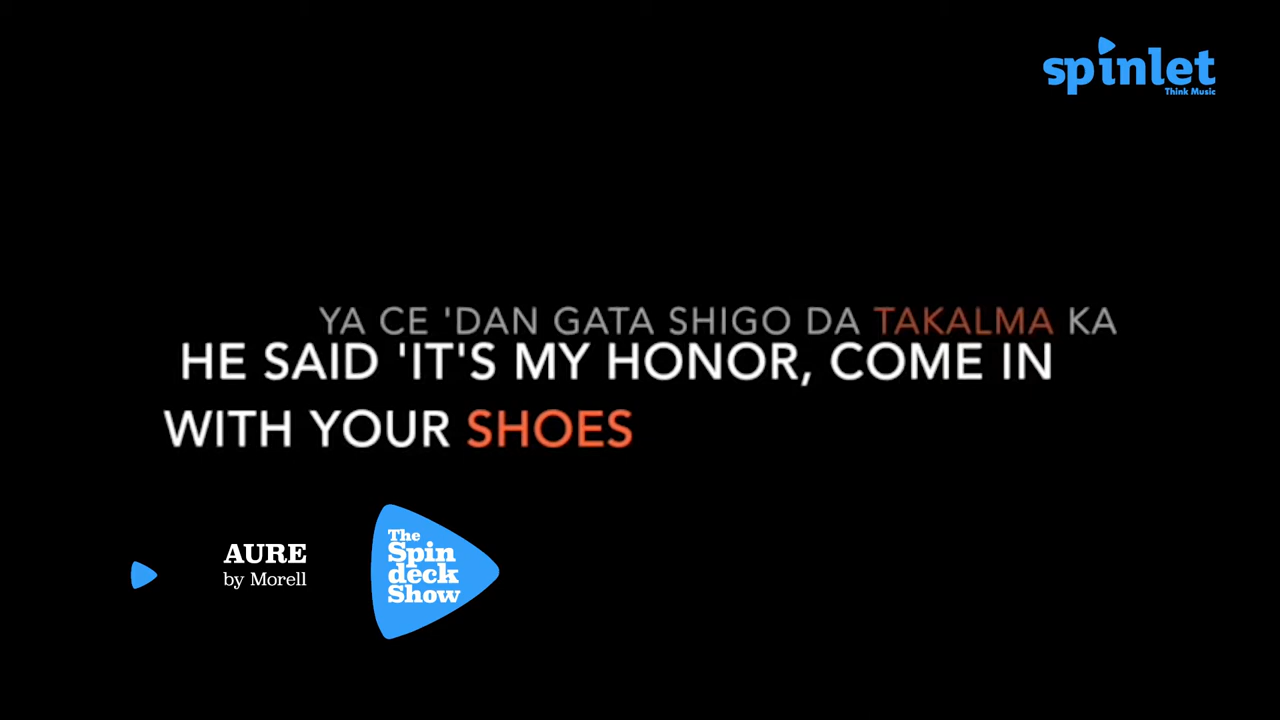 spinlet
Think Music
YA CE 'DAN GATA SHIGO DA TAKALMA KA
HE SAID 'IT'S MY HONOR, COME IN
WITH YOUR SHOES
AURE
by Morell
The
Spin
deck
Show